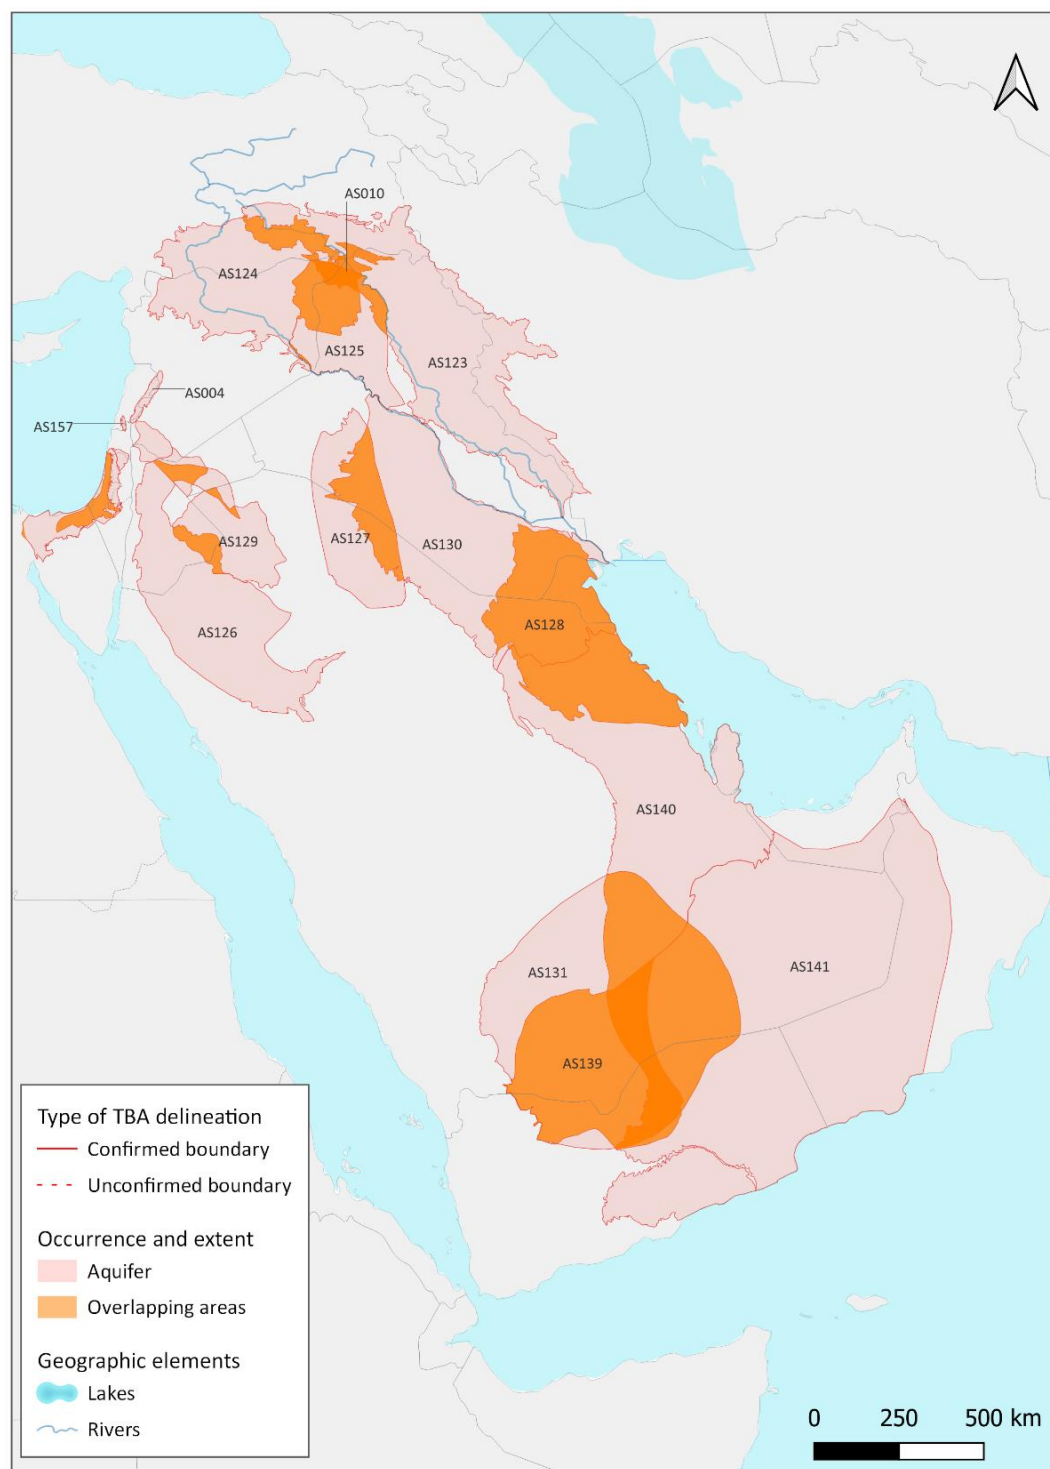 AS010
AS124
AS125
AS123
AS004
AS157
AS129
AS127
AS130
AS126
AS128
AS140
AS131
AS141
AS139
Type of TBA delineation
Confirmed boundary
Unconfirmed boundary
Occurrence and extent
Aquifer
Overlapping areas
Geographic elements
Lakes
Rivers
0 250 500 km